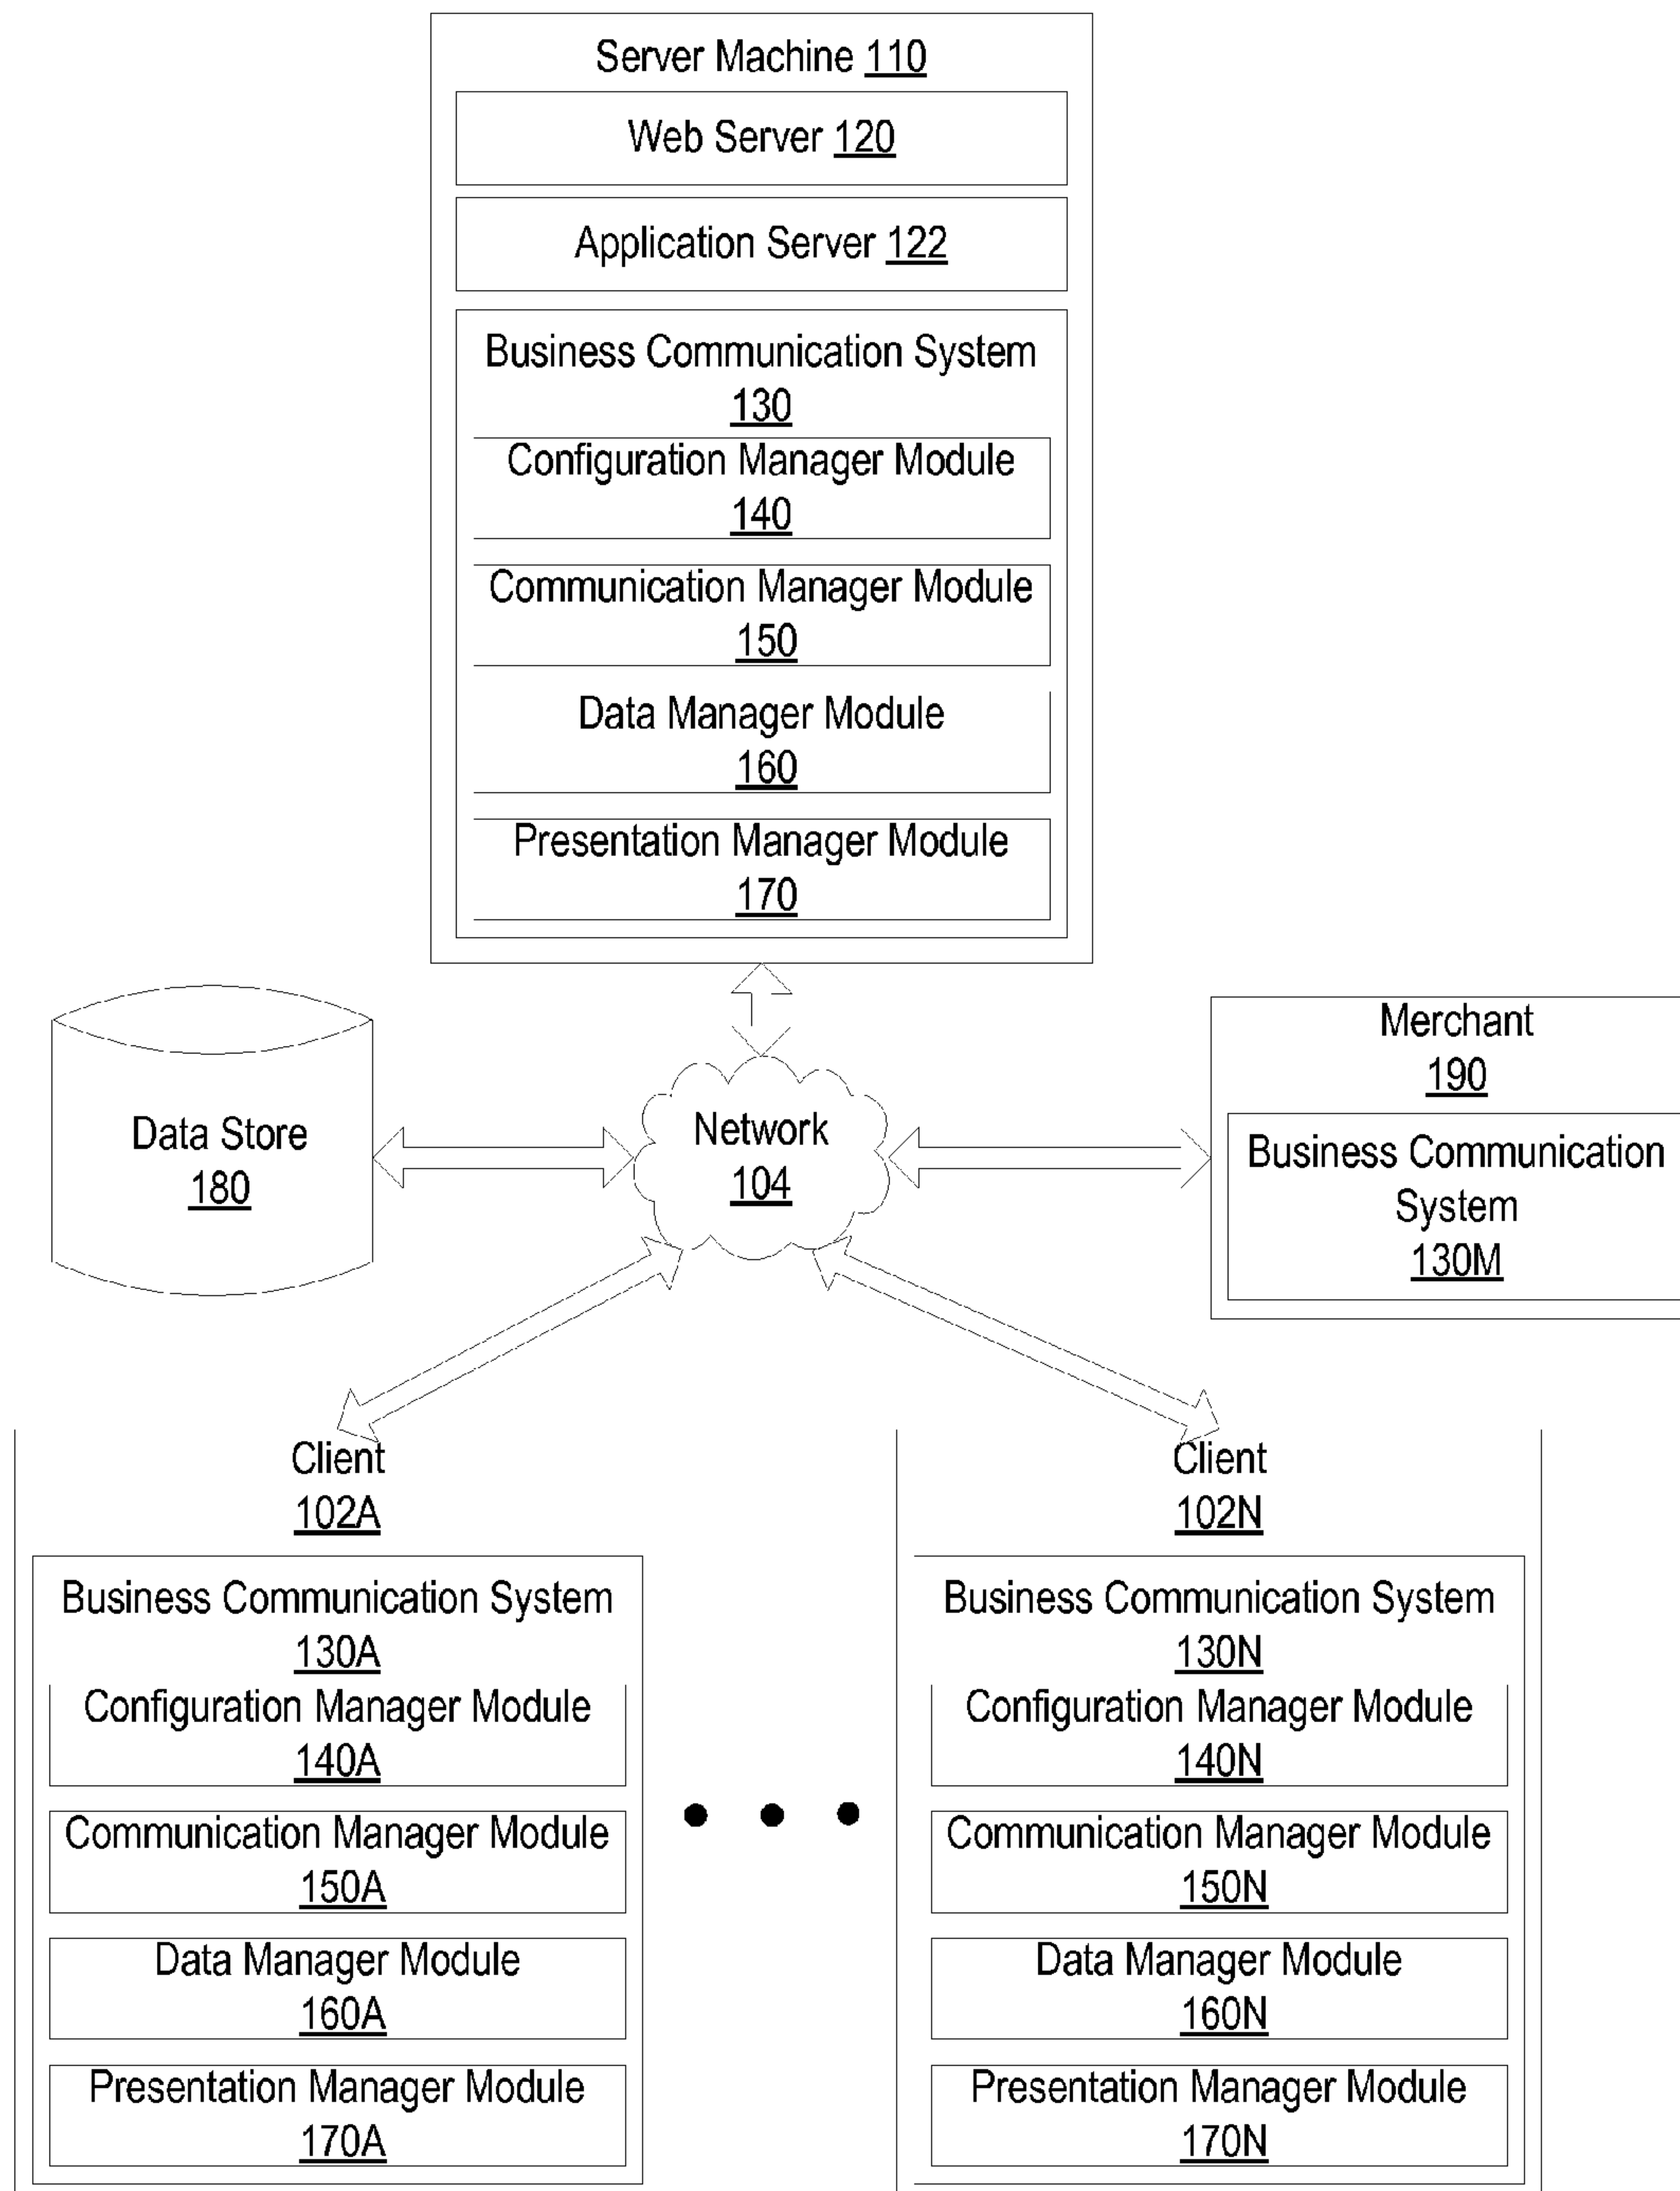 Server Machine 110
Web Server 120
Application Server 122
Business Communication System
130
Configuration Manager Module
140
Communication Manager Module
150
Data Manager Module
160
Presentation Manager Module
170
Data Store
180
Network
104
Merchant
190
Business Communication
System
130M
Client
102A
Business Communication System
130A
Configuration Manager Module
140A
Communication Manager Module
150A
Data Manager Module
160A
Presentation Manager Module
170A
Client
102N
Business Communication System
130N
Configuration Manager Module
140N
Communication Manager Module
150N
Data Manager Module
160N
Presentation Manager Module
170N